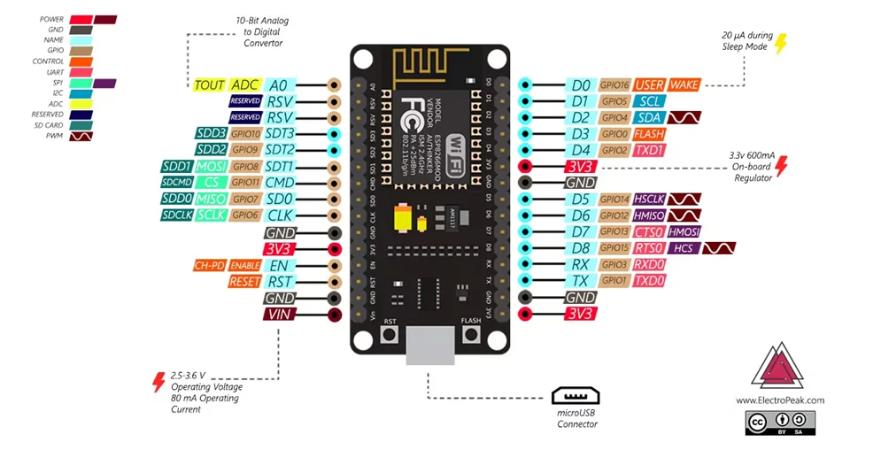 POWER
GND
NAME
GPIO
CONTROL
UART
SPI
I2C
ADC
RESERVED
SD CARD
PWM
10-Bit Analog
to Digital
Convertor
TOUT ADC A0
RESERVED RSV
RESERVED RSV
SDD3 GPIO10 SDT3
SDD2 GPIO9 SDT2
SDD1 MOSI GPIO8 SDT1
SDCMD CS GPIO11 CMD
SDD0 MISO GPIO7 SD0
SDCLK SCLK GPIO6 CLK
GND
3V3
CH-PD ENABLE EN
RESET RST
GND
VIN
2.5-3.6 V
Operating Voltage
80 mA Operating
Current
A0
RSV
RSV
SD3
SD2
SD1
CMD
SD0
CLK
GND
3V3
EN
RST
GND
Vin
MODEL
VENDOR
ESP8266MOD
AI/THINKER
ISM 2.4GHz
PA +25dBm
802.11b/g/n
FC
WiFi
AMS1117
RST
FLASH
D0
D1
D2
D3
D4
3V3
GND
D5
D6
D7
D8
RX
TX
GND
3V3
20 µA during
Sleep Mode
D0 GPIO16 USER WAKE
D1 GPIO5 SCL
D2 GPIO4 SDA
D3 GPIO0 FLASH
D4 GPIO2 TXD1
3V3
GND
3.3v 600mA
On-board
Regulator
D5 GPIO14 HSCLK
D6 GPIO12 HMISO
D7 GPIO13 CTS0 HMOSI
D8 GPIO15 RTS0 HCS
RX GPIO3 RXD0
TX GPIO1 TXD0
GND
3V3
microUSB
Connector
www.ElectroPeak.com
cc
BY SA